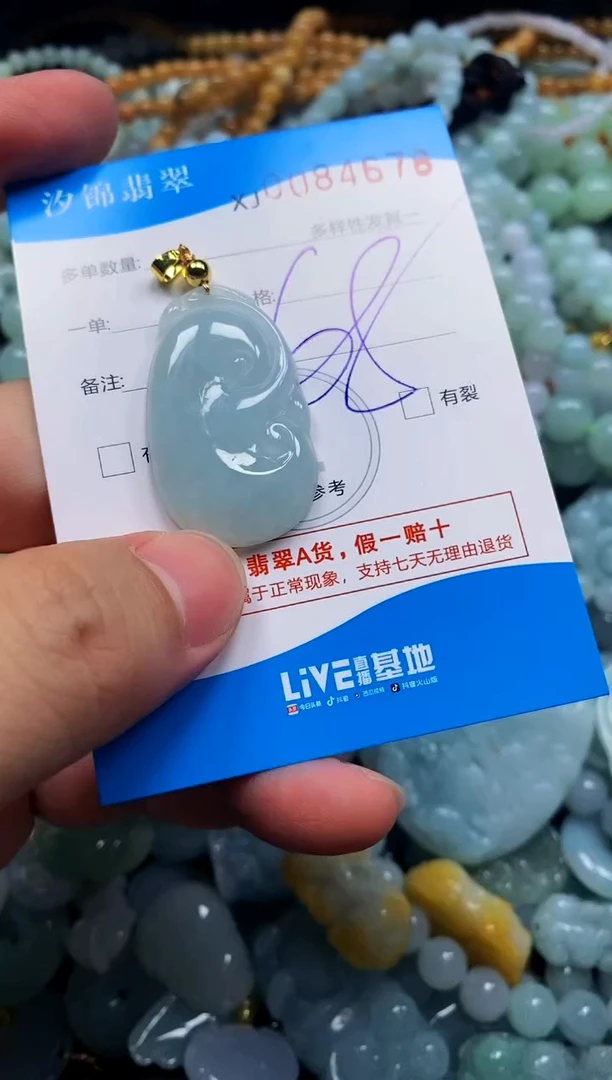 汐锦翡翠
XJ0084678
多样性发展一
多单数量:
格:
一单:
68
备注:
有裂
参考
翡翠A货，假一赔十
属于正常现象，支持七天无理由退货
LiVE直播基地
今日头条 抖音 西瓜视频 抖音火山版